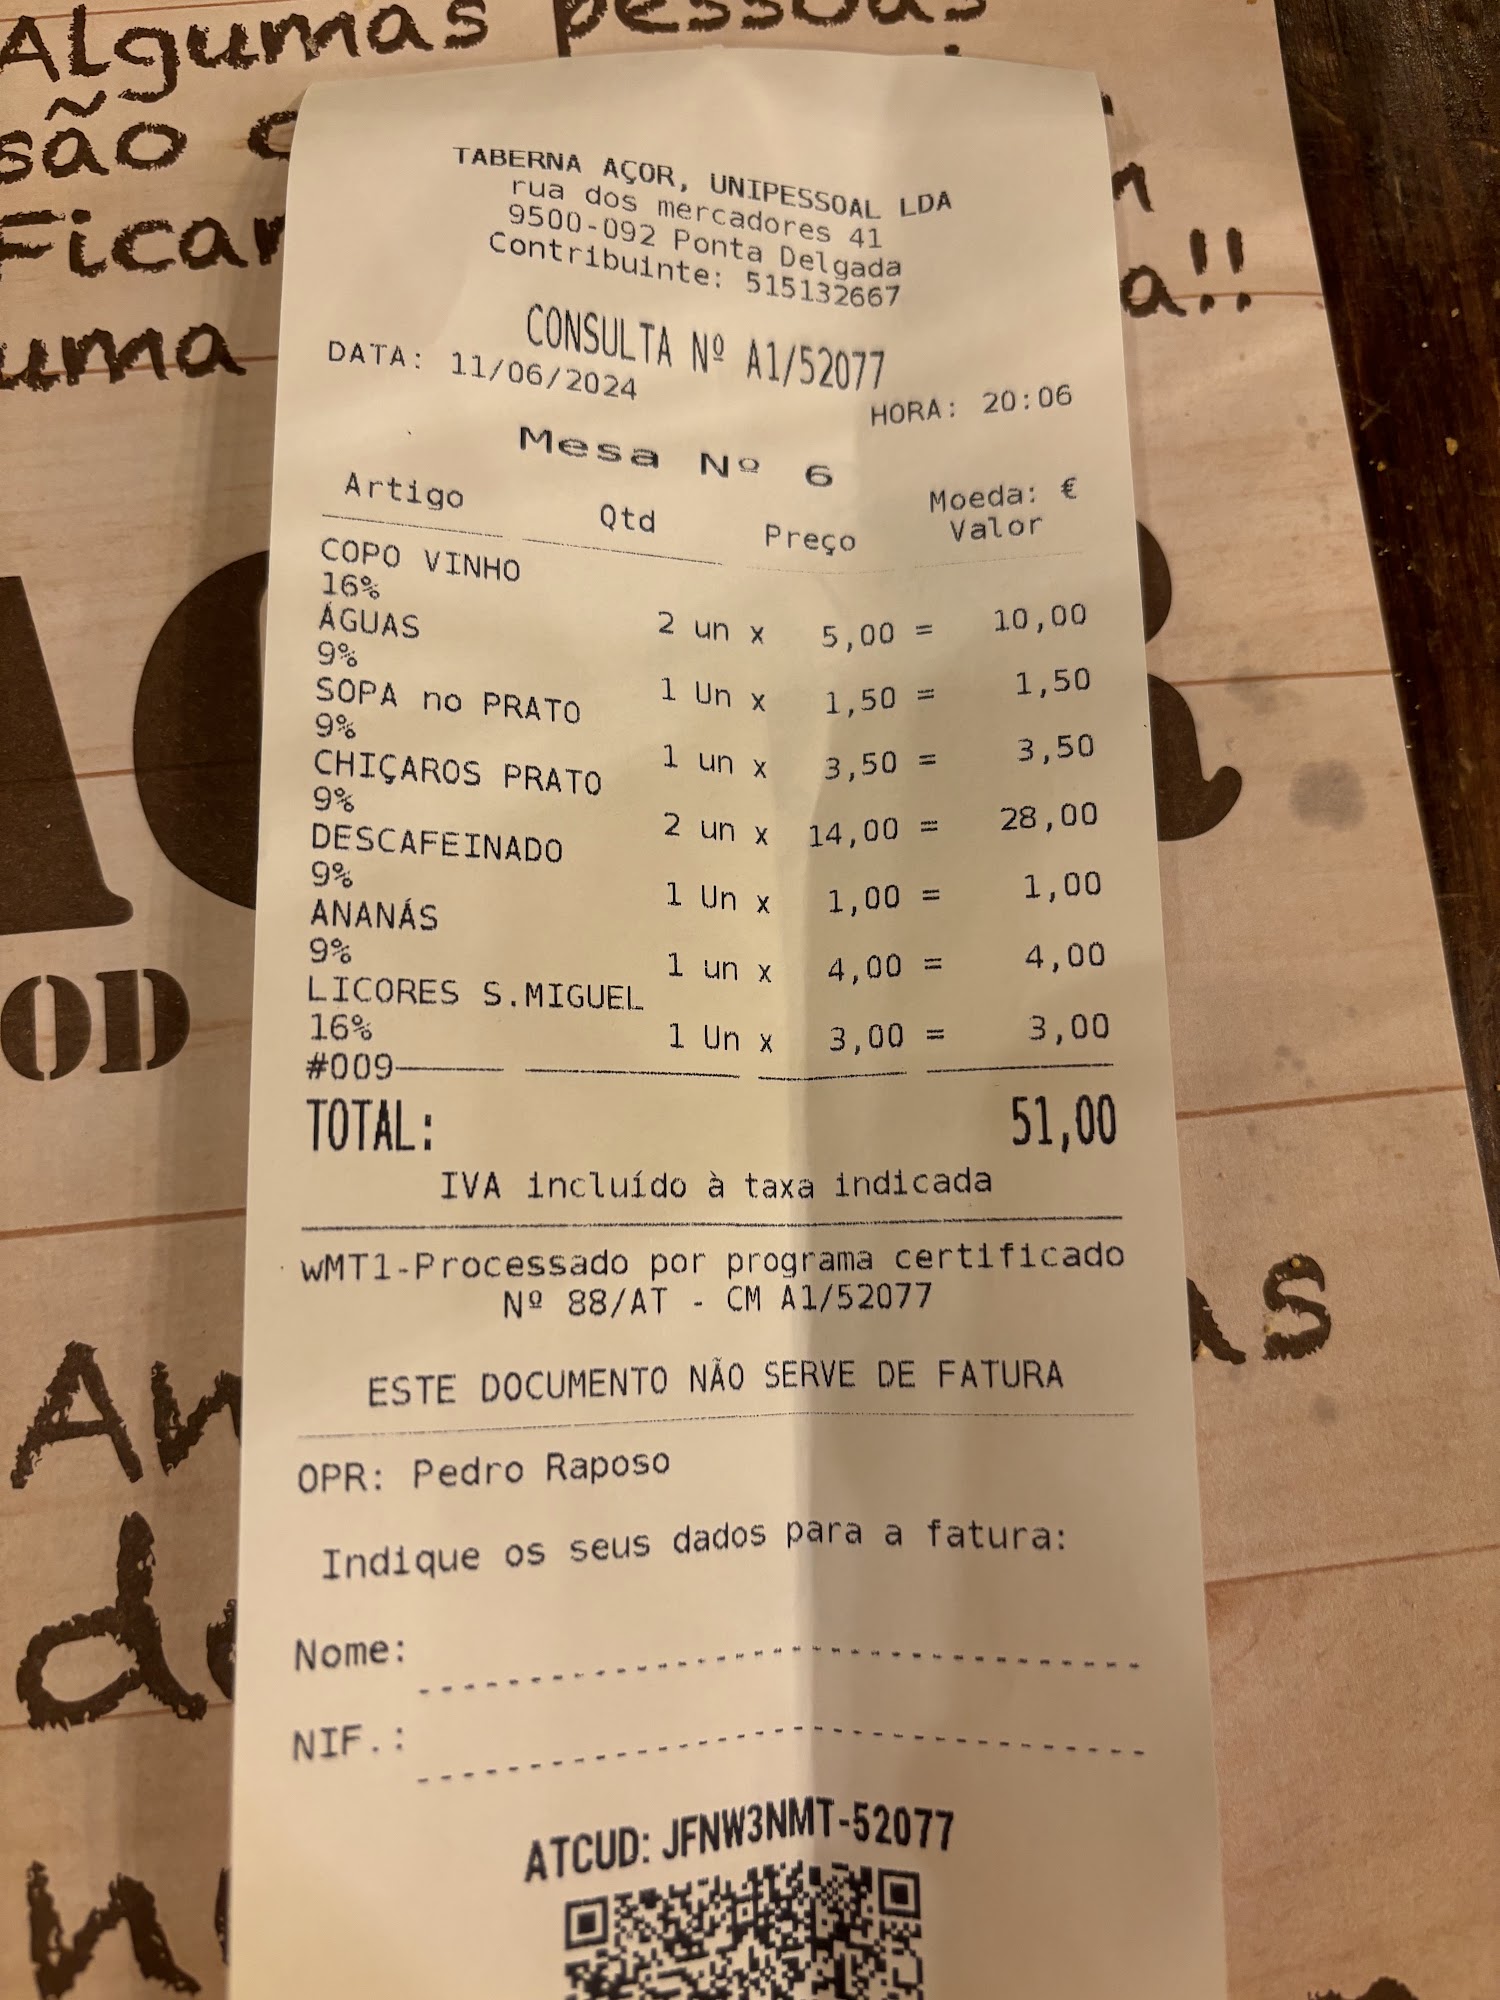 Algumas pessoas
são
Ficar
uma
a!!
OD
TABERNA AÇOR, UNIPESSOAL LDA
rua dos mercadores 41
9500-092 Ponta Delgada
Contribuinte: 515132667
CONSULTA Nº A1/52077
DATA: 11/06/2024 HORA: 20:06
Mesa Nº 6
Moeda: €
Artigo Qtd Preço Valor
COPO VINHO
16% 2 un x 5,00 = 10,00
ÁGUAS
9% 1 Un x 1,50 = 1,50
SOPA no PRATO
9% 1 un x 3,50 = 3,50
CHIÇAROS PRATO
9% 2 un x 14,00 = 28,00
DESCAFEINADO
9% 1 Un x 1,00 = 1,00
ANANÁS
9% 1 un x 4,00 = 4,00
LICORES S.MIGUEL
16% 1 Un x 3,00 = 3,00
#009
TOTAL: 51,00
IVA incluído à taxa indicada
wMT1-Processado por programa certificado
Nº 88/AT - CM A1/52077
ESTE DOCUMENTO NÃO SERVE DE FATURA
OPR: Pedro Raposo
Indique os seus dados para a fatura:
Nome:
NIF.:
ATCUD: JFNW3NMT-52077